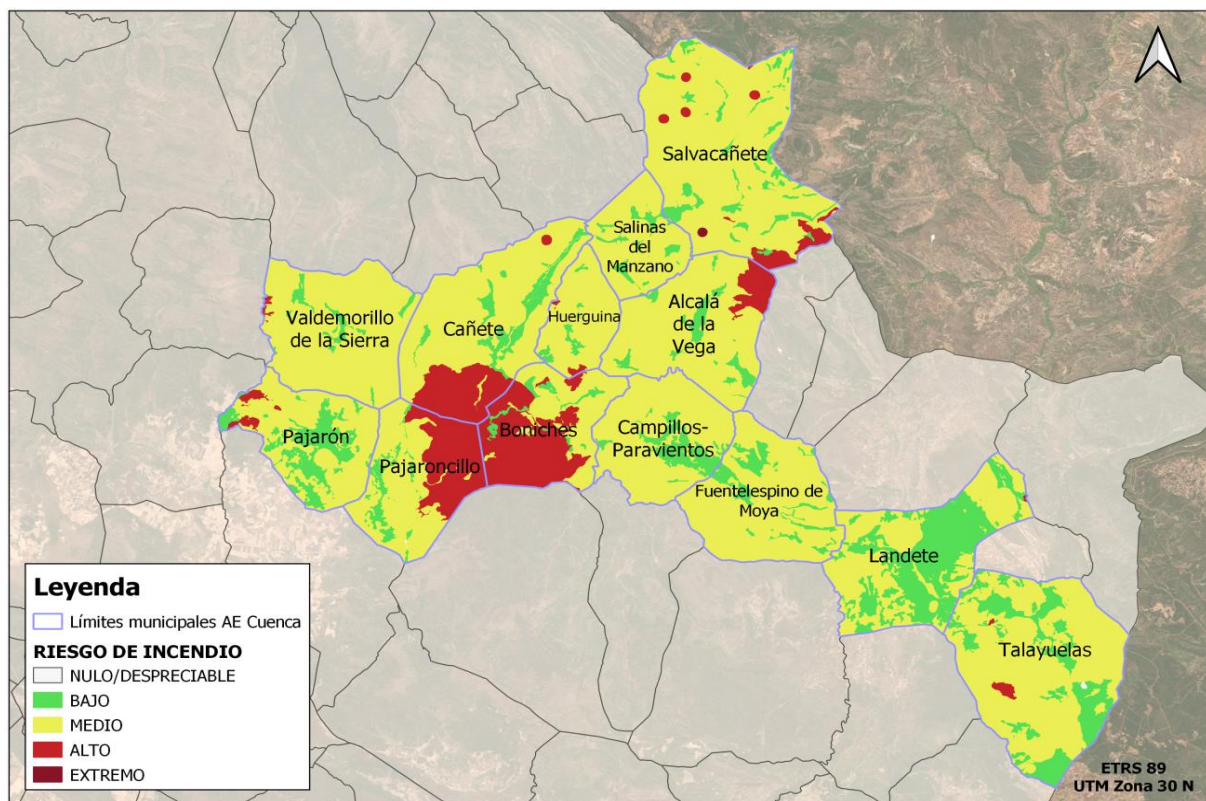 Salvacañete
Salinas
del
Manzano
Alcalá
de la
Vega
Huerguina
Cañete
Valdemorillo
de la Sierra
Pajarón
Pajaroncillo
Boniches
Campillos-
Paravientos
Fuentelespino de
Moya
Landete
Talayuelas
Leyenda
Límites municipales AE Cuenca
RIESGO DE INCENDIO
NULO/DESPRECIABLE
BAJO
MEDIO
ALTO
EXTREMO
ETRS 89
UTM Zona 30 N